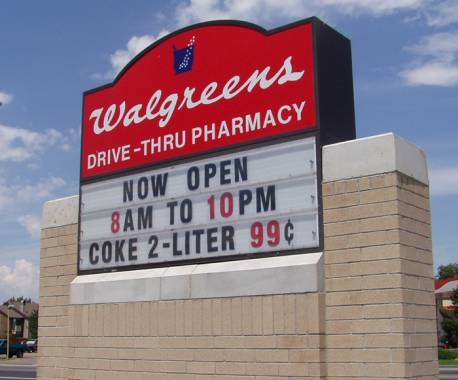 Walgreens
DRIVE-THRU PHARMACY
NOW OPEN
8AM TO 10PM
COKE 2-LITER 99¢